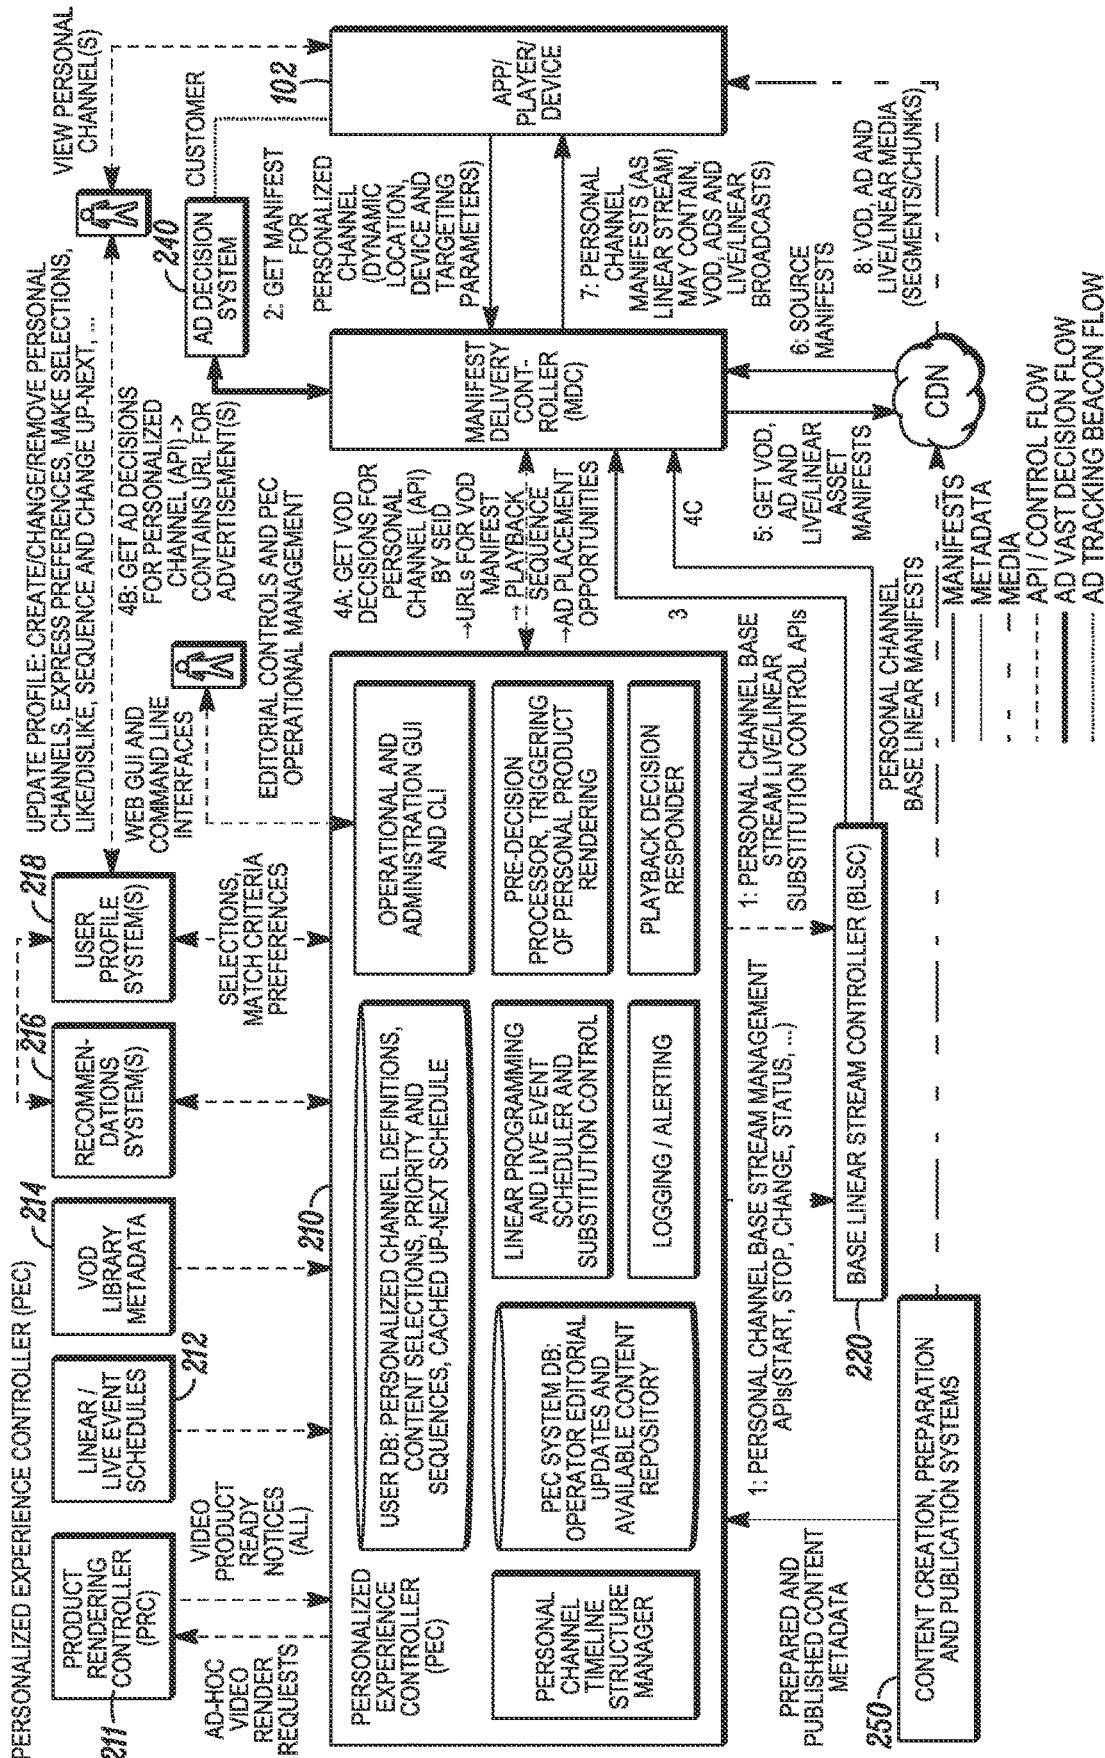 PERSONALIZED EXPERIENCE CONTROLLER (PEC)
211
PRODUCT
RENDERING
CONTROLLER
(PRC)
LINEAR /
LIVE EVENT
SCHEDULES
212
214
VOD
LIBRARY
METADATA
216
RECOMMEN-
DATIONS
SYSTEM(S)
218
USER
PROFILE
SYSTEM(S)
UPDATE PROFILE: CREATE/CHANGE/REMOVE PERSONAL
CHANNELS, EXPRESS PREFERENCES, MAKE SELECTIONS,
LIKE/DISLIKE, SEQUENCE AND CHANGE UP-NEXT, ...
VIEW PERSONAL
CHANNEL(S)
CUSTOMER
AD-HOC
VIDEO
RENDER
REQUESTS
VIDEO
PRODUCT
READY
NOTICES
(ALL)
SELECTIONS,
MATCH CRITERIA
PREFERENCES
WEB GUI AND
COMMAND LINE
INTERFACES
EDITORIAL CONTROLS AND PEC
OPERATIONAL MANAGEMENT
4B: GET AD DECISIONS
FOR PERSONALIZED
CHANNEL (API) ->
CONTAINS URL FOR
ADVERTISEMENT(S)
240
AD DECISION
SYSTEM
2: GET MANIFEST
FOR
PERSONALIZED
CHANNEL
(DYNAMIC
LOCATION,
DEVICE AND
TARGETING
PARAMETERS)
102
APP/
PLAYER/
DEVICE
210
PERSONALIZED
EXPERIENCE
CONTROLLER
(PEC)
USER DB: PERSONALIZED CHANNEL DEFINITIONS,
CONTENT SELECTIONS, PRIORITY AND
SEQUENCES, CACHED UP-NEXT SCHEDULE
OPERATIONAL AND
ADMINISTRATION GUI
AND CLI
PERSONAL
CHANNEL
TIMELINE
STRUCTURE
MANAGER
PEC SYSTEM DB:
OPERATOR EDITORIAL
UPDATES AND
AVAILABLE CONTENT
REPOSITORY
LINEAR PROGRAMMING
AND LIVE EVENT
SCHEDULER AND
SUBSTITUTION CONTROL
PRE-DECISION
PROCESSOR, TRIGGERING
OF PERSONAL PRODUCT
RENDERING
LOGGING / ALERTING
PLAYBACK DECISION
RESPONDER
4A: GET VOD
DECISIONS FOR
PERSONAL
CHANNEL (API)
BY SEID
→URLS FOR VOD
MANIFEST
→ PLAYBACK
SEQUENCE
→AD PLACEMENT
OPPORTUNITIES
MANIFEST
DELIVERY
CONT-
ROLLER
(MDC)
7: PERSONAL
CHANNEL
MANIFESTS (AS
LINEAR STREAM)
MAY CONTAIN,
VOD, ADS AND
LIVE/LINEAR
BROADCASTS)
3
4C
5: GET VOD,
AD AND
LIVE/LINEAR
ASSET
MANIFESTS
6: SOURCE
MANIFESTS
8: VOD, AD AND
LIVE/LINEAR MEDIA
(SEGMENTS/CHUNKS)
CDN
PREPARED AND
PUBLISHED CONTENT
METADATA
1: PERSONAL CHANNEL BASE STREAM MANAGEMENT
APIs(START, STOP, CHANGE, STATUS, ...)
1: PERSONAL CHANNEL BASE
STREAM LIVE/LINEAR
SUBSTITUTION CONTROL APIs
220
BASE LINEAR STREAM CONTROLLER (BLSC)
PERSONAL CHANNEL
BASE LINEAR MANIFESTS
250
CONTENT CREATION, PREPARATION
AND PUBLICATION SYSTEMS
MANIFESTS
METADATA
MEDIA
API / CONTROL FLOW
AD VAST DECISION FLOW
AD TRACKING BEACON FLOW